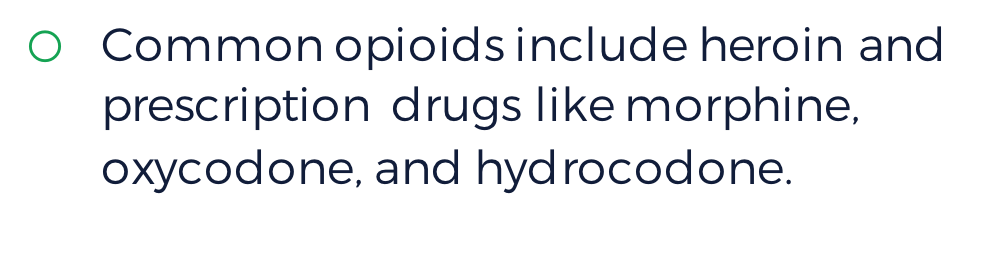 Common opioids include heroin and
prescription drugs like morphine,
oxycodone, and hydrocodone.